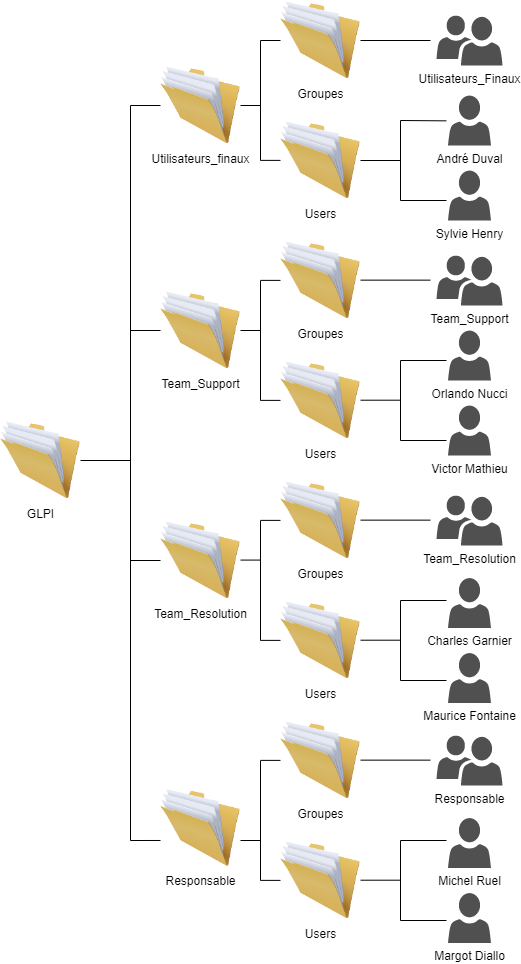 Utilisateurs_Finaux
Groupes
André Duval
Utilisateurs_finaux
Users
Sylvie Henry
Team_Support
Groupes
Orlando Nucci
Team_Support
Users
Victor Mathieu
GLPI
Team_Resolution
Groupes
Charles Garnier
Team_Resolution
Users
Maurice Fontaine
Responsable
Groupes
Michel Ruel
Responsable
Users
Margot Diallo